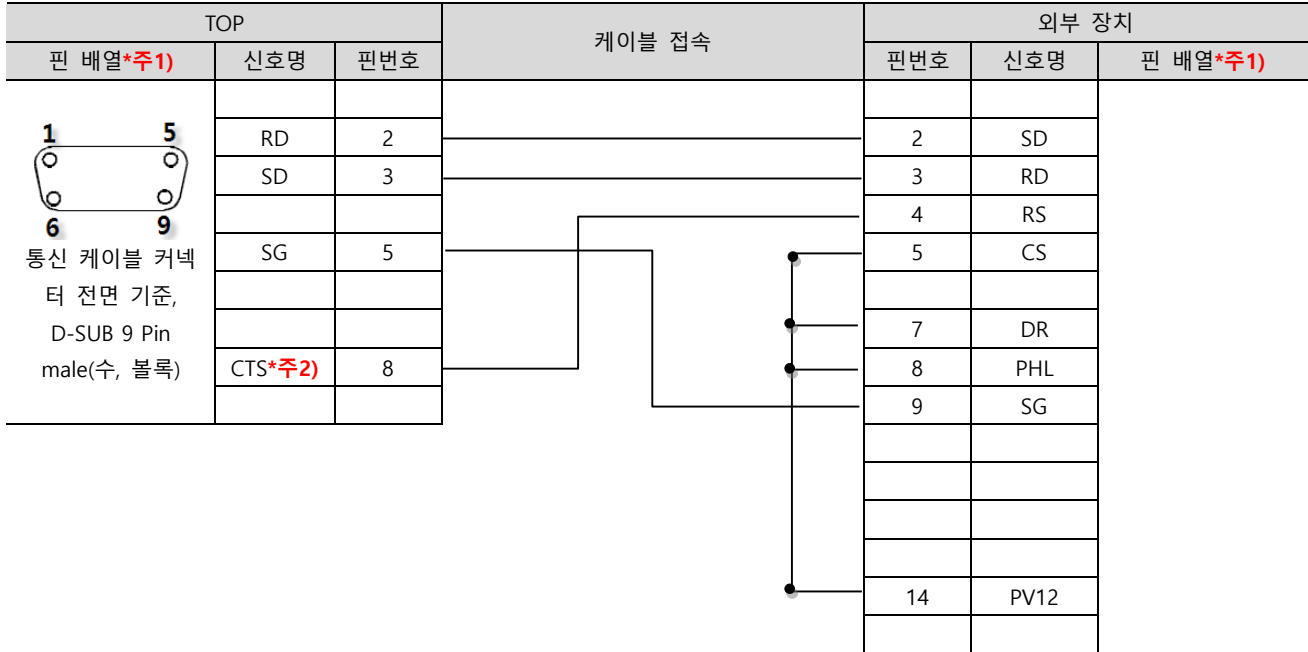 TOP 케이블 접속 외부 장치
핀 배열*주1) 신호명 핀번호 핀번호 신호명 핀 배열*주1)
1 5
6 9
통신 케이블 커넥
터 전면 기준,
D-SUB 9 Pin
male(수, 볼록)
RD 2 2 SD
SD 3 3 RD
4 RS
SG 5 5 CS
7 DR
CTS*주2) 8 8 PHL
9 SG
14 PV12